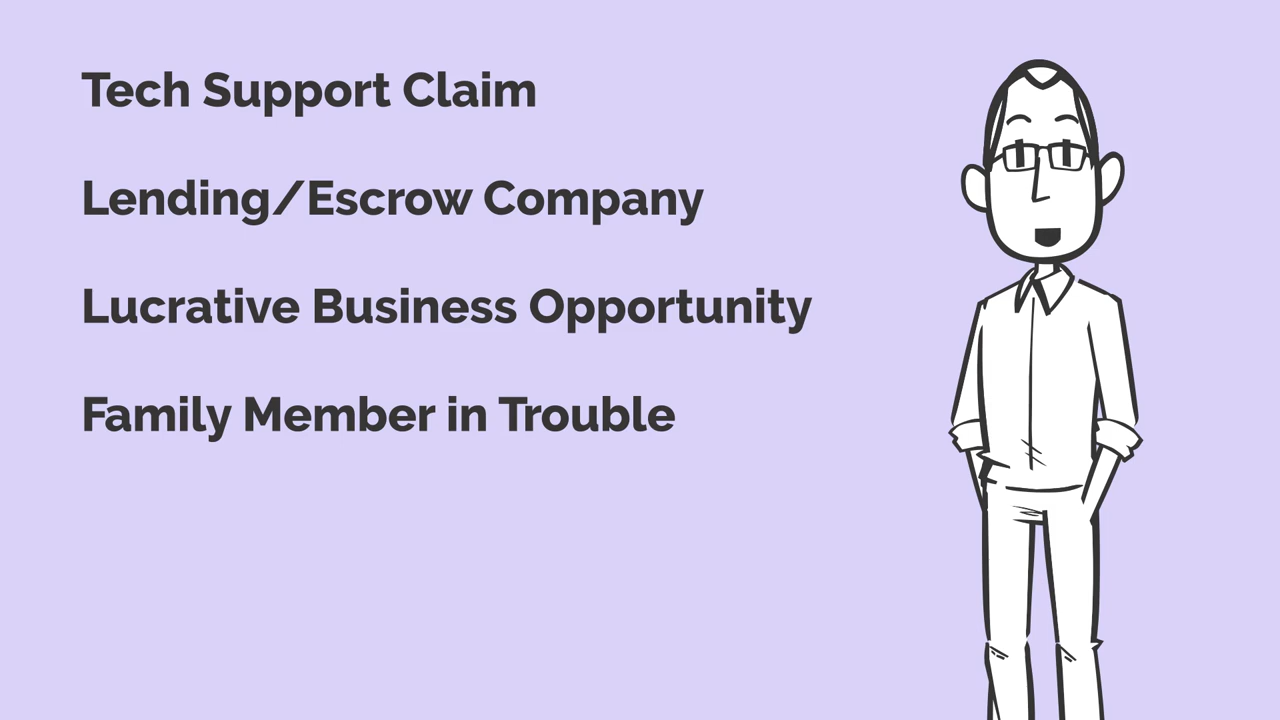 Tech Support Claim
Lending/Escrow Company
Lucrative Business Opportunity
Family Member in Trouble